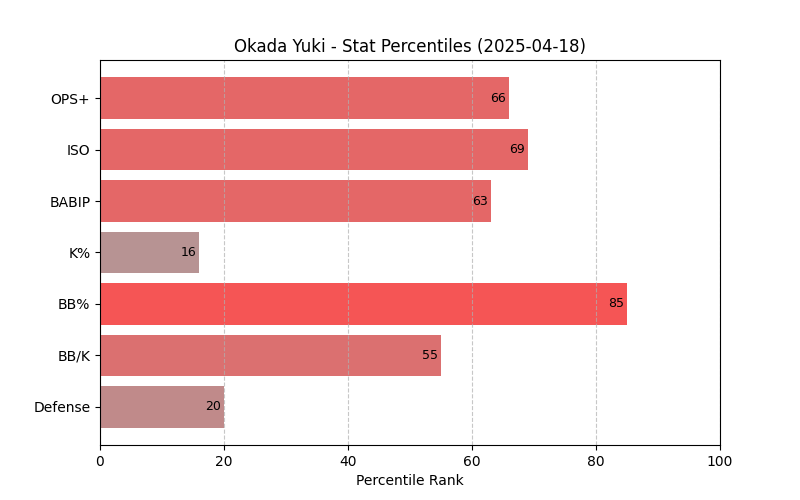 Okada Yuki - Stat Percentiles (2025-04-18)
OPS+ 66
ISO 69
BABIP 63
K% 16
BB% 85
BB/K 55
Defense 20
0 20 40 60 80 100
Percentile Rank